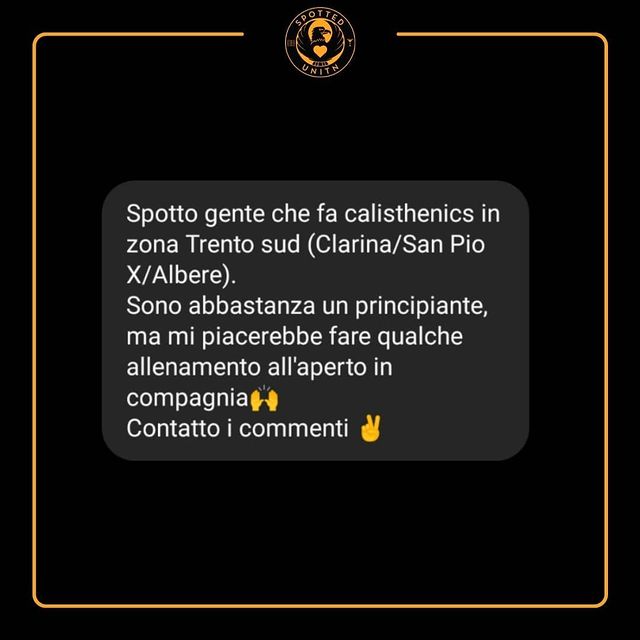 SPOTTED
UNITN
Spotto gente che fa calisthenics in
zona Trento sud (Clarina/San Pio
X/Albere).
Sono abbastanza un principiante,
ma mi piacerebbe fare qualche
allenamento all'aperto in
compagnia🙌
Contatto i commenti ✌️